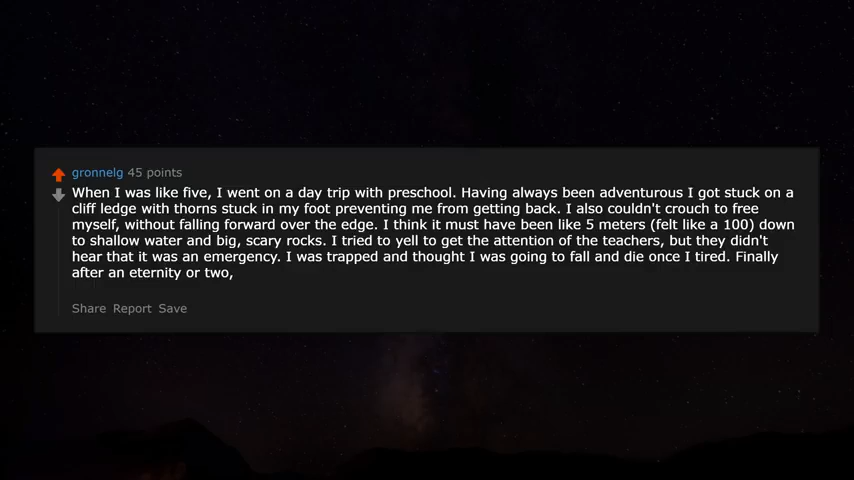 gronnelg 45 points
When I was like five, I went on a day trip with preschool. Having always been adventurous I got stuck on a
cliff ledge with thorns stuck in my foot preventing me from getting back. I also couldn't crouch to free
myself, without falling forward over the edge. I think it must have been like 5 meters (felt like a 100) down
to shallow water and big, scary rocks. I tried to yell to get the attention of the teachers, but they didn't
hear that it was an emergency. I was trapped and thought I was going to fall and die once I tired. Finally
after an eternity or two,
Share Report Save